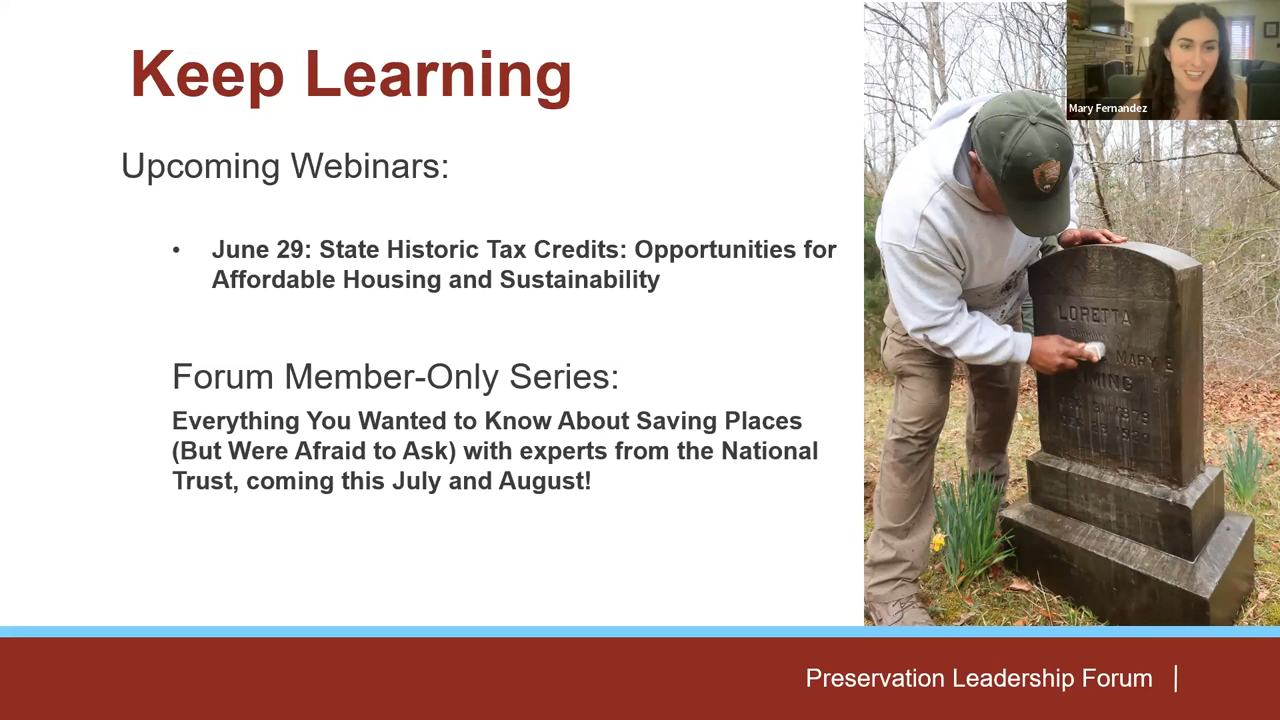 Keep Learning
Mary Fernandez
Upcoming Webinars:
• June 29: State Historic Tax Credits: Opportunities for
Affordable Housing and Sustainability
Forum Member-Only Series:
Everything You Wanted to Know About Saving Places
(But Were Afraid to Ask) with experts from the National
Trust, coming this July and August!
LORETTA
MARY E
Preservation Leadership Forum |